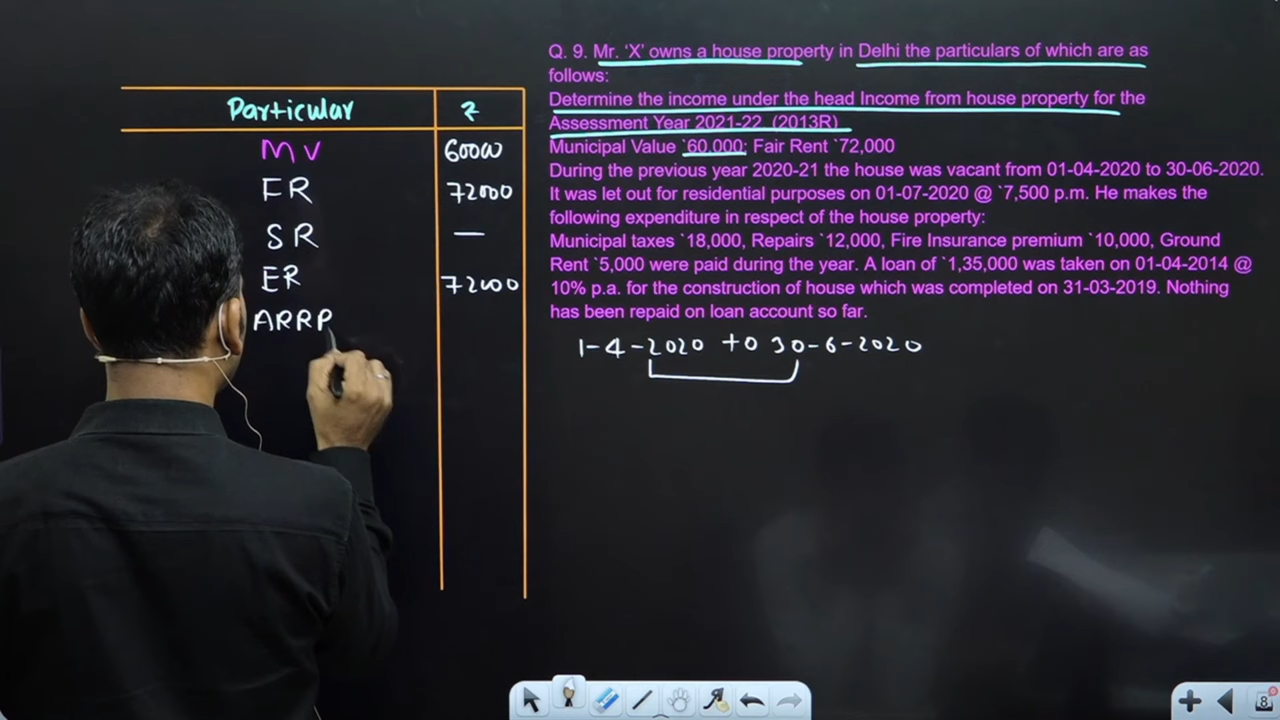 Q. 9. Mr. ‘X’ owns a house property in Delhi the particulars of which are as
follows:
Determine the income under the head Income from house property for the
Assessment Year 2021-22 (2013R)
Municipal Value `60,000; Fair Rent `72,000
During the previous year 2020-21 the house was vacant from 01-04-2020 to 30-06-2020.
It was let out for residential purposes on 01-07-2020 @ `7,500 p.m. He makes the
following expenditure in respect of the house property:
Municipal taxes `18,000, Repairs `12,000, Fire Insurance premium `10,000, Ground
Rent `5,000 were paid during the year. A loan of `1,35,000 was taken on 01-04-2014 @
10% p.a. for the construction of house which was completed on 31-03-2019. Nothing
has been repaid on loan account so far.
1-4-2020 to 30-6-2020
Particular ₹
MV 60000
FR 72000
SR —
ER 72000
ARRP
8